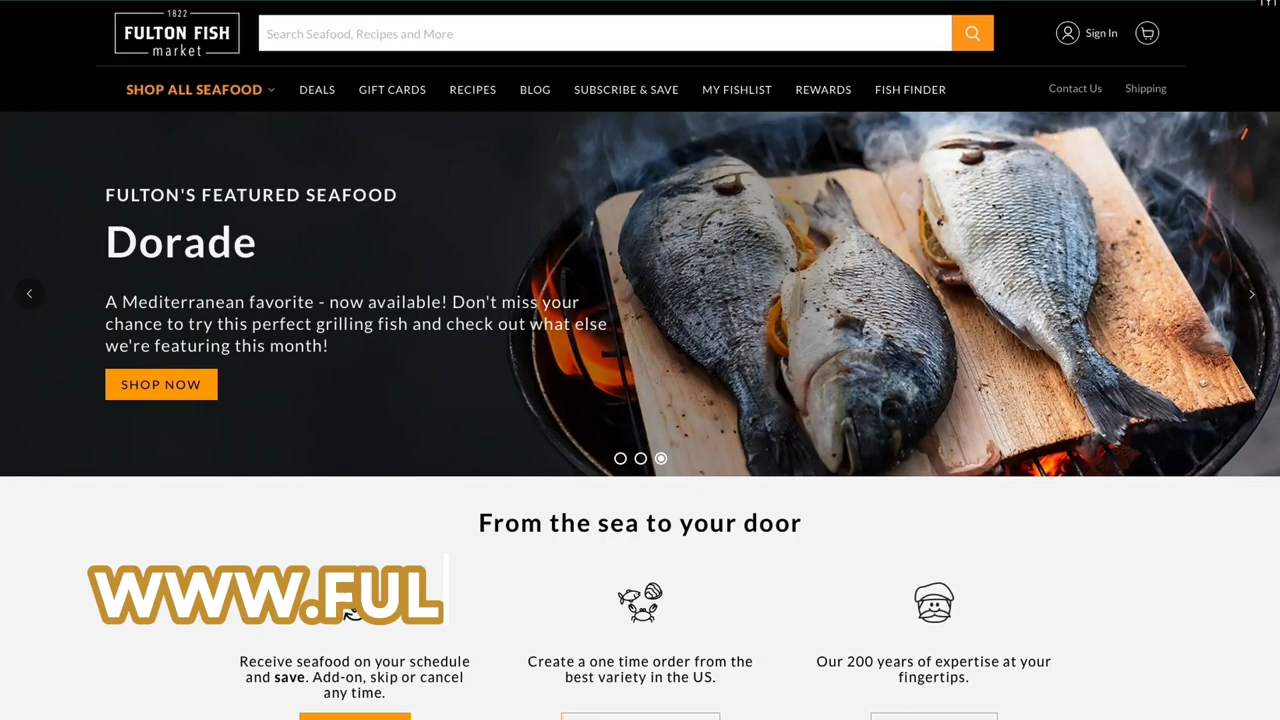 1822
FULTON FISH
market
Search Seafood, Recipes and More
Sign In
SHOP ALL SEAFOOD
DEALS
GIFT CARDS
RECIPES
BLOG
SUBSCRIBE & SAVE
MY FISHLIST
REWARDS
FISH FINDER
Contact Us
Shipping
FULTON'S FEATURED SEAFOOD
Dorade
A Mediterranean favorite - now available! Don't miss your
chance to try this perfect grilling fish and check out what else
we're featuring this month!
SHOP NOW
From the sea to your door
WWW.FUL
Receive seafood on your schedule
and save. Add-on, skip or cancel
any time.
Create a one time order from the
best variety in the US.
Our 200 years of expertise at your
fingertips.